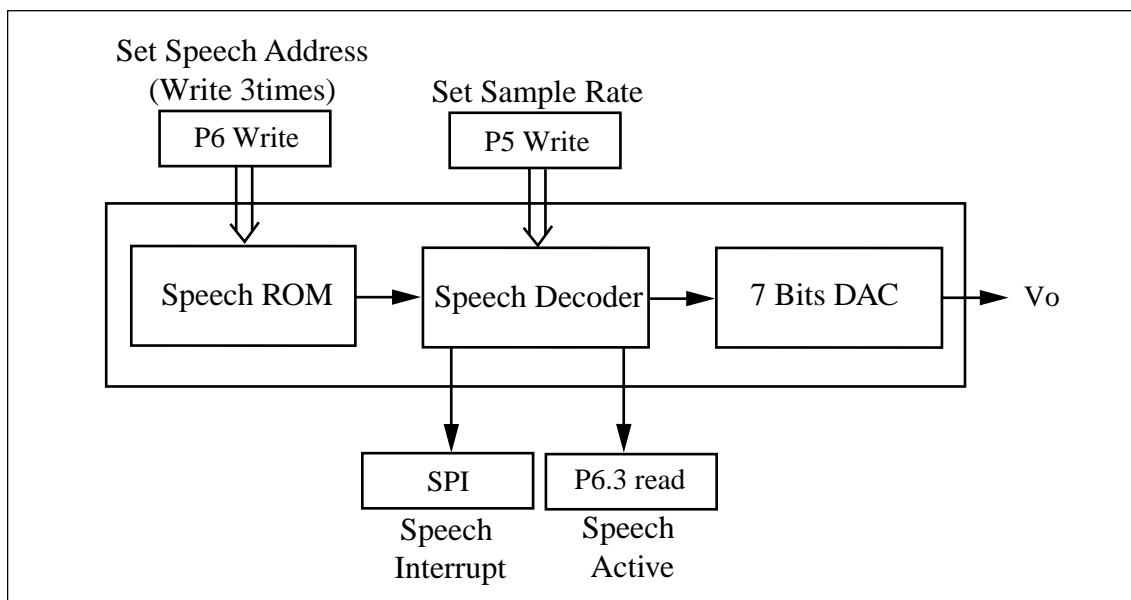 Set Speech Address
(Write 3times)
Set Sample Rate
P6 Write
P5 Write
Speech ROM
Speech Decoder
7 Bits DAC
Vo
SPI
P6.3 read
Speech
Interrupt
Speech
Active